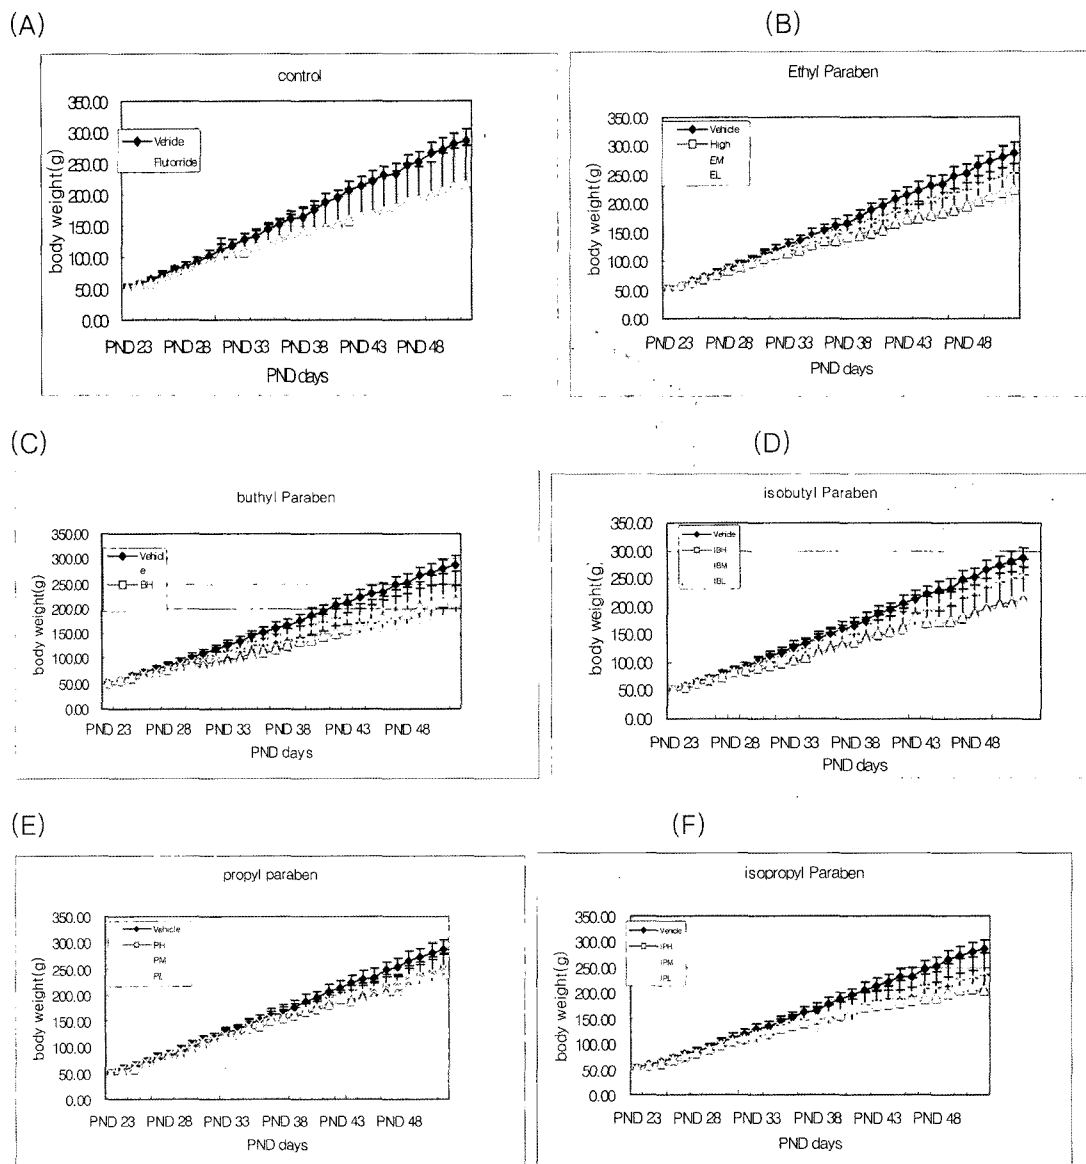 (A)
control
350.00
300.00
250.00
200.00
150.00
100.00
50.00
0.00
body weight(g)
Vehicle
PND 23 PND 28 PND 33 PND 38 PND 43 PND 48
PND days
(B)
Ethyl Paraben
350.00
300.00
250.00
200.00
150.00
100.00
50.00
0.00
body weight(g)
Vehicle
High
EM
EL
PND 23 PND 28 PND 33 PND 38 PND 43 PND 48
PND days
(C)
buthyl Paraben
350.00
300.00
250.00
200.00
150.00
100.00
50.00
0.00
body weight(g)
Vehicl
e
BH
PND 23 PND 28 PND 33 PND 38 PND 43 PND 48
PND days
(D)
isobutyl Paraben
350.00
300.00
250.00
200.00
150.00
100.00
50.00
0.00
body weight(g)
Vehicle
IBH
IBM
IBL
PND 23 PND 28 PND 33 PND 38 PND 43 PND 48
PND days
(E)
propyl paraben
350.00
300.00
250.00
200.00
150.00
100.00
50.00
0.00
body weight(g)
Vehicle
PH
PM
PL
PND 23 PND 28 PND 33 PND 38 PND 43 PND 48
PND days
(F)
isopropyl Paraben
350.00
300.00
250.00
200.00
150.00
100.00
50.00
0.00
body weight(g)
Vehicle
IPH
IPM
IPL
PND 23 PND 28 PND 33 PND 38 PND 43 PND 48
PND days